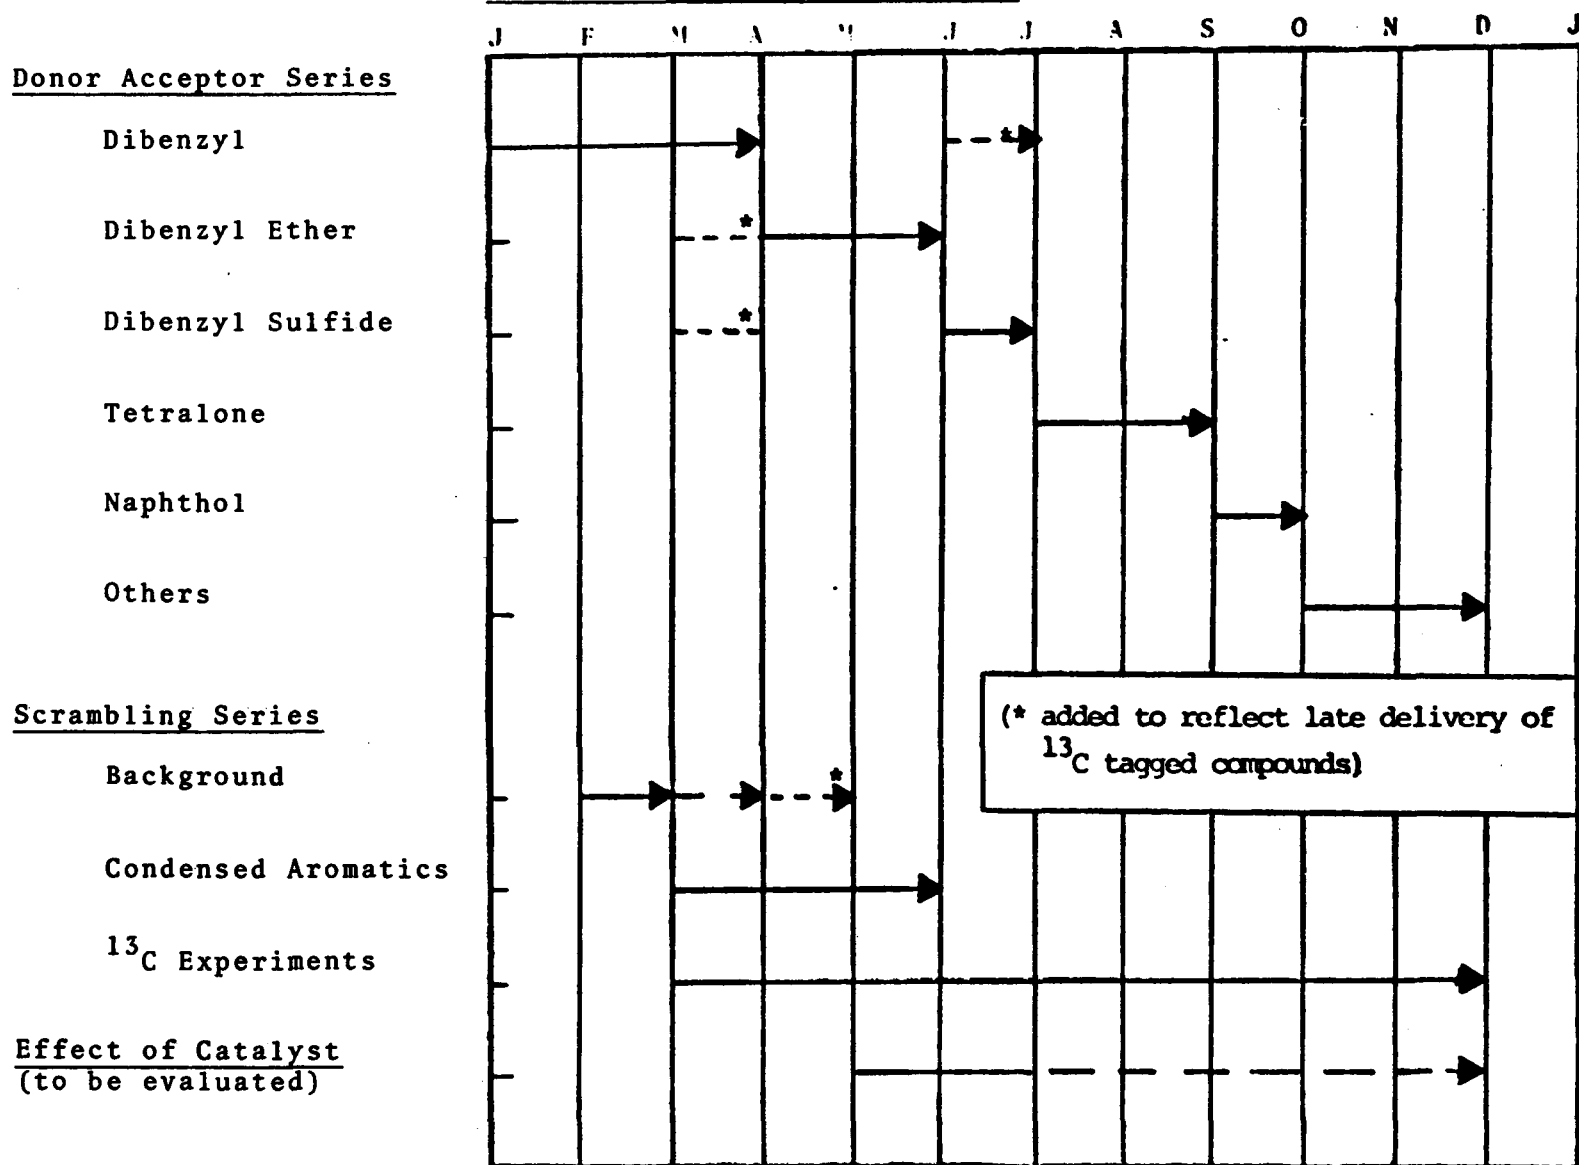 J F M A M J J A S O N D J
Donor Acceptor Series
Dibenzyl
*
Dibenzyl Ether
*
Dibenzyl Sulfide
*
Tetralone
Naphthol
Others
(* added to reflect late delivery of
13C tagged compounds)
Scrambling Series
Background
*
Condensed Aromatics
13C Experiments
Effect of Catalyst
(to be evaluated)